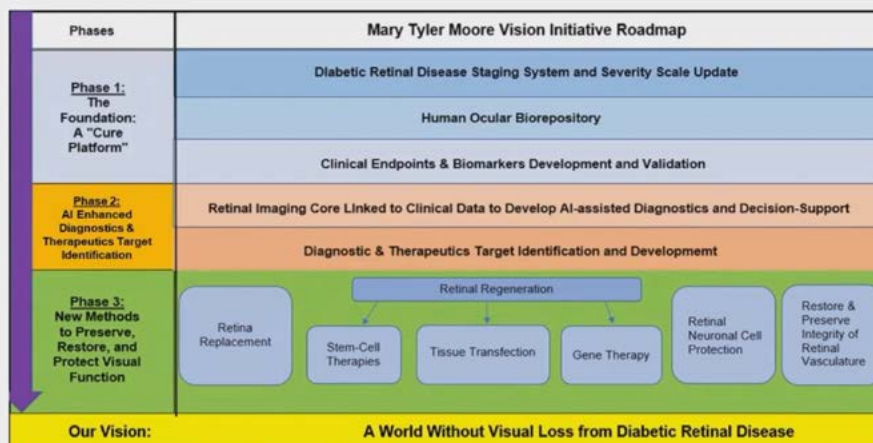 Phases
Mary Tyler Moore Vision Initiative Roadmap
Phase 1:
The
Foundation:
A "Cure
Platform"
Diabetic Retinal Disease Staging System and Severity Scale Update
Human Ocular Biorepository
Clinical Endpoints & Biomarkers Development and Validation
Phase 2:
AI Enhanced
Diagnostics &
Therapeutics Target
Identification
Retinal Imaging Core LInked to Clinical Data to Develop AI-assisted Diagnostics and Decision-Support
Diagnostic & Therapeutics Target Identification and Developmemt
Phase 3:
New Methods
to Preserve,
Restore, and
Protect Visual
Function
Retina
Replacement
Retinal Regeneration
Stem-Cell
Therapies
Tissue Transfection
Gene Therapy
Retinal
Neuronal Cell
Protection
Restore &
Preserve
Integrity of
Retinal
Vasculature
Our Vision:
A World Without Visual Loss from Diabetic Retinal Disease